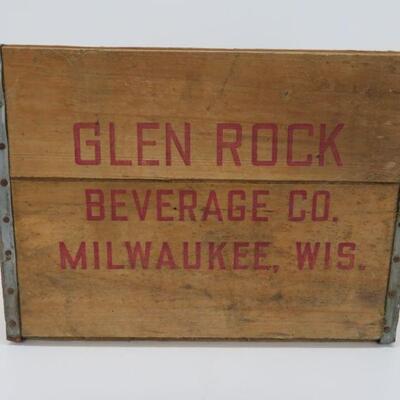 GLEN ROCK
BEVERAGE CO.
MILWAUKEE, WIS.